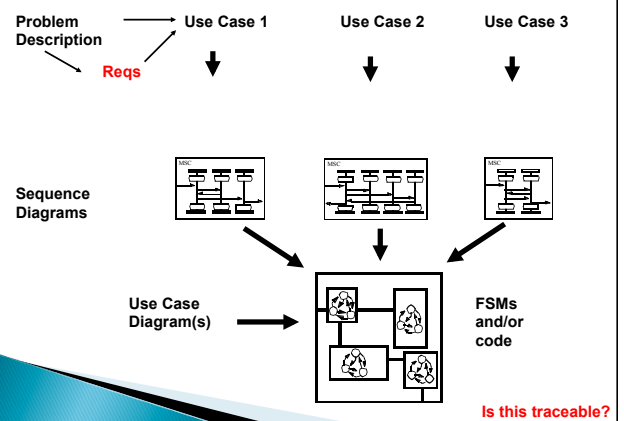 Problem
Description
Use Case 1
Use Case 2
Use Case 3
Reqs
MSC
MSC
MSC
Sequence
Diagrams
Use Case
Diagram(s)
FSMs
and/or
code
Is this traceable?